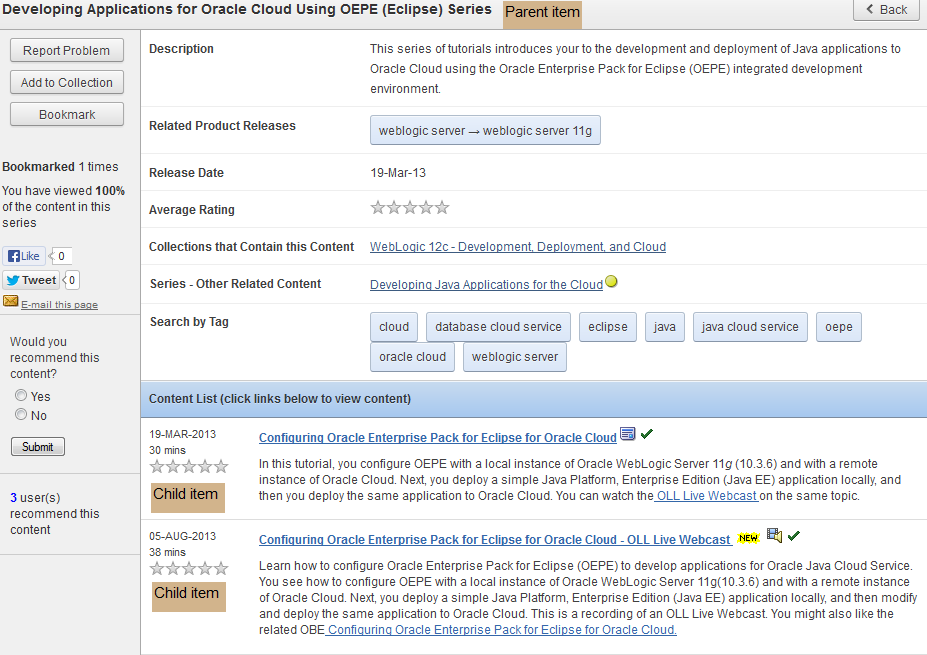 Developing Applications for Oracle Cloud Using OEPE (Eclipse) Series
Parent item
Back
Report Problem
Add to Collection
Bookmark
Bookmarked 1 times
You have viewed 100%
of the content in this
series
Like 0
Tweet 0
E-mail this page
Would you
recommend this
content?
Yes
No
Submit
3 user(s)
recommend this
content
Description
This series of tutorials introduces your to the development and deployment of Java applications to
Oracle Cloud using the Oracle Enterprise Pack for Eclipse (OEPE) integrated development
environment.
Related Product Releases
weblogic server → weblogic server 11g
Release Date
19-Mar-13
Average Rating
Collections that Contain this Content
WebLogic 12c - Development, Deployment, and Cloud
Series - Other Related Content
Developing Java Applications for the Cloud
Search by Tag
cloud database cloud service eclipse java java cloud service oepe
oracle cloud weblogic server
Content List (click links below to view content)
19-MAR-2013
30 mins
Child item
Configuring Oracle Enterprise Pack for Eclipse for Oracle Cloud
In this tutorial, you configure OEPE with a local instance of Oracle WebLogic Server 11g (10.3.6) and with a remote
instance of Oracle Cloud. Next, you deploy a simple Java Platform, Enterprise Edition (Java EE) application locally, and
then you deploy the same application to Oracle Cloud. You can watch the OLL Live Webcast on the same topic.
05-AUG-2013
38 mins
Child item
Configuring Oracle Enterprise Pack for Eclipse for Oracle Cloud - OLL Live Webcast NEW
Learn how to configure Oracle Enterprise Pack for Eclipse (OEPE) to develop applications for Oracle Java Cloud Service.
You see how to configure OEPE with a local instance of Oracle WebLogic Server 11g(10.3.6) and with a remote instance
of Oracle Cloud. Next, you deploy a simple Java Platform, Enterprise Edition (Java EE) application locally, and then modify
and deploy the same application to Oracle Cloud. This is a recording of an OLL Live Webcast. You might also like the
related OBE Configuring Oracle Enterprise Pack for Eclipse for Oracle Cloud.